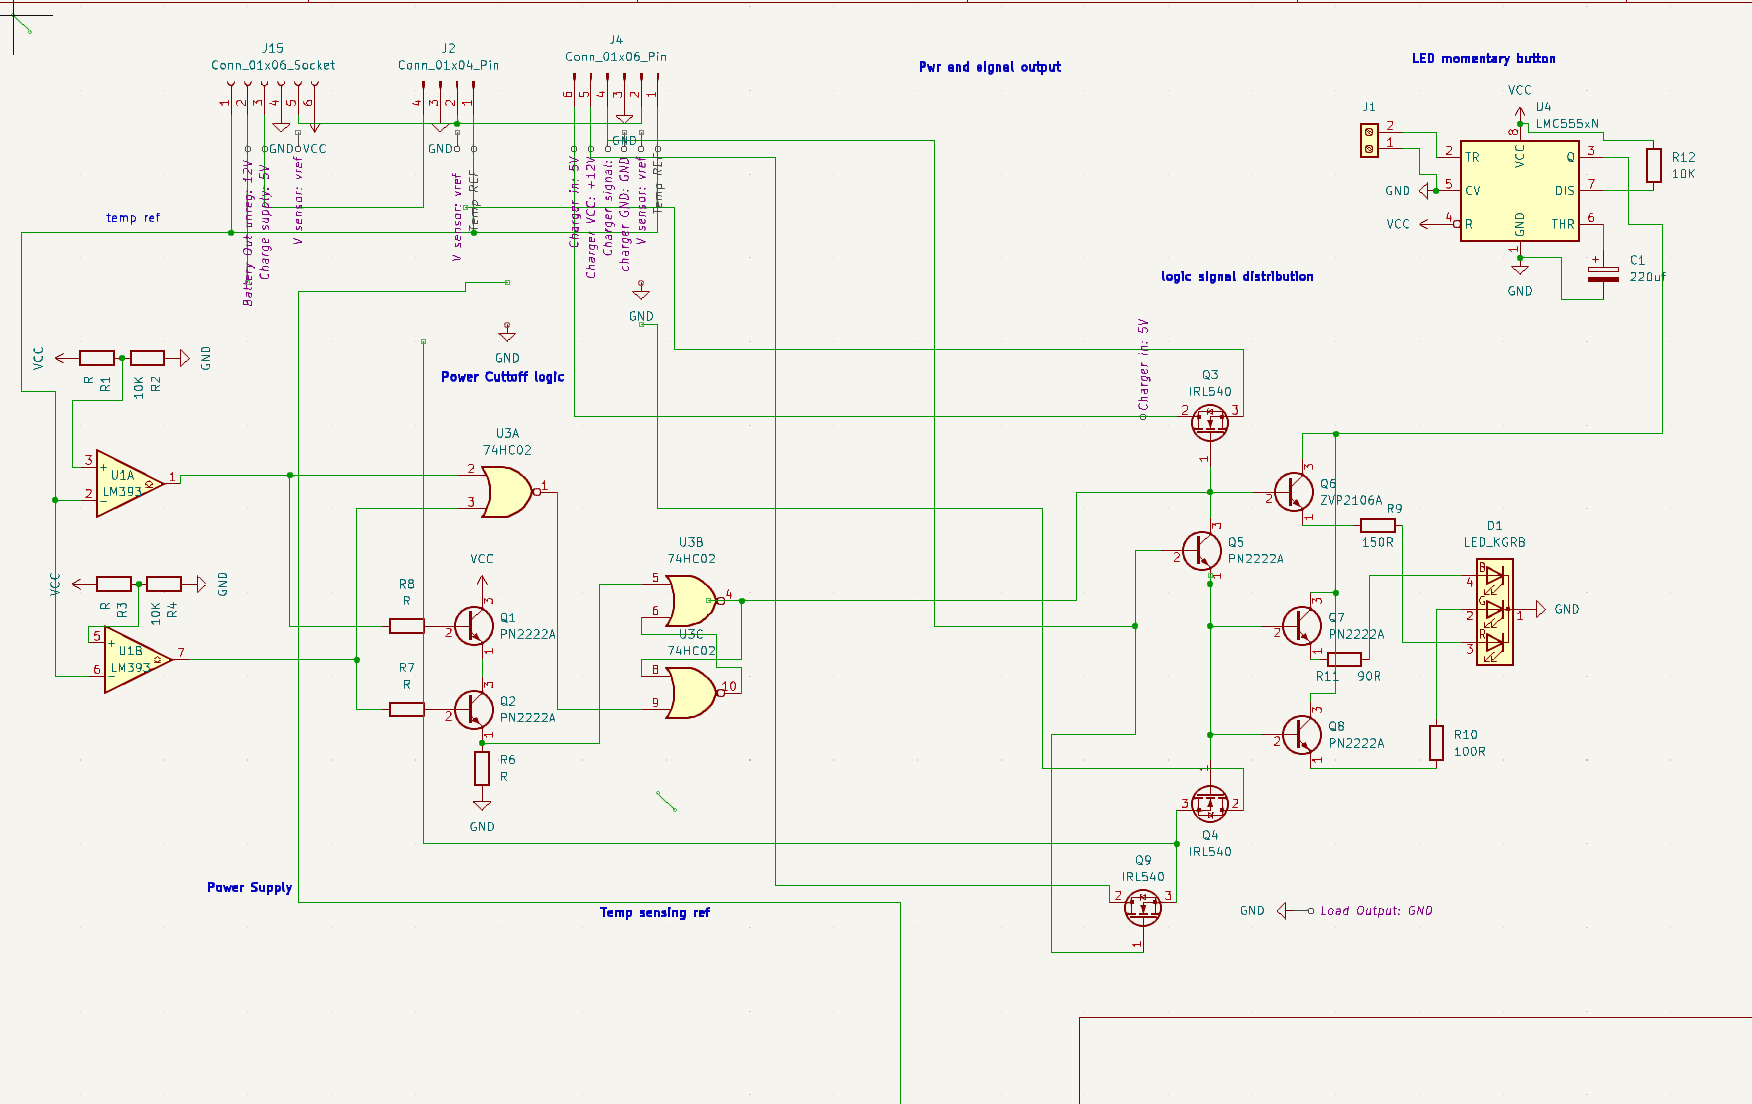 J15
Conn_01x06_Socket
J2
Conn_01x04_Pin
J4
Conn_01x06_Pin
Pwr and signal output
LED momentary button
1
2
3
4
5
6
4
3
2
1
6
5
4
3
2
1
GND
VCC
GND
GND
Battery Out unreg: 12V
Charge supply: 5V
V sensor: vref
V sensor: vref
Temp REF
Charger in: 5V
Charger VCC: +12V
Charger signal:
charger GND: GND
V sensor: vref
Temp REF
temp ref
J1
2
1
VCC
U4
LMC555xN
8
VCC
2
TR
Q
3
5
CV
DIS
7
4
R
THR
6
GND
1
GND
VCC
GND
R12
10K
C1
220uf
+
logic signal distribution
GND
GND
VCC
R
R1
10K
R2
GND
Power Cuttoff logic
Charger in: 5V
Q3
IRL540
2
3
1
U1A
LM393
3
+
2
−
1
U3A
74HC02
2
3
1
Q6
ZVP2106A
3
2
1
R9
150R
Q5
PN2222A
3
2
1
D1
LED_KGRB
B
4
G
2
R
3
1
GND
U3B
74HC02
5
6
4
VCC
VCC
R
R3
10K
R4
GND
R8
R
Q1
PN2222A
3
2
1
U1B
LM393
5
+
6
−
7
U3C
74HC02
8
9
10
Q7
PN2222A
3
2
1
R11
90R
R7
R
Q2
PN2222A
3
2
1
R6
R
GND
Q8
PN2222A
3
2
1
R10
100R
1
3
2
Q4
IRL540
Q9
IRL540
2
3
1
Power Supply
Temp sensing ref
GND
Load Output: GND